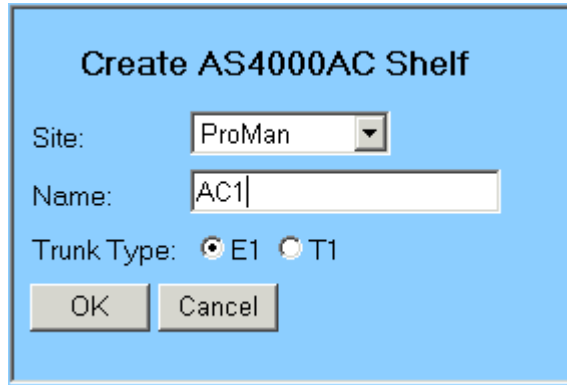 Create AS4000AC Shelf
Site: ProMan
Name: AC1
Trunk Type: E1 T1
OK Cancel